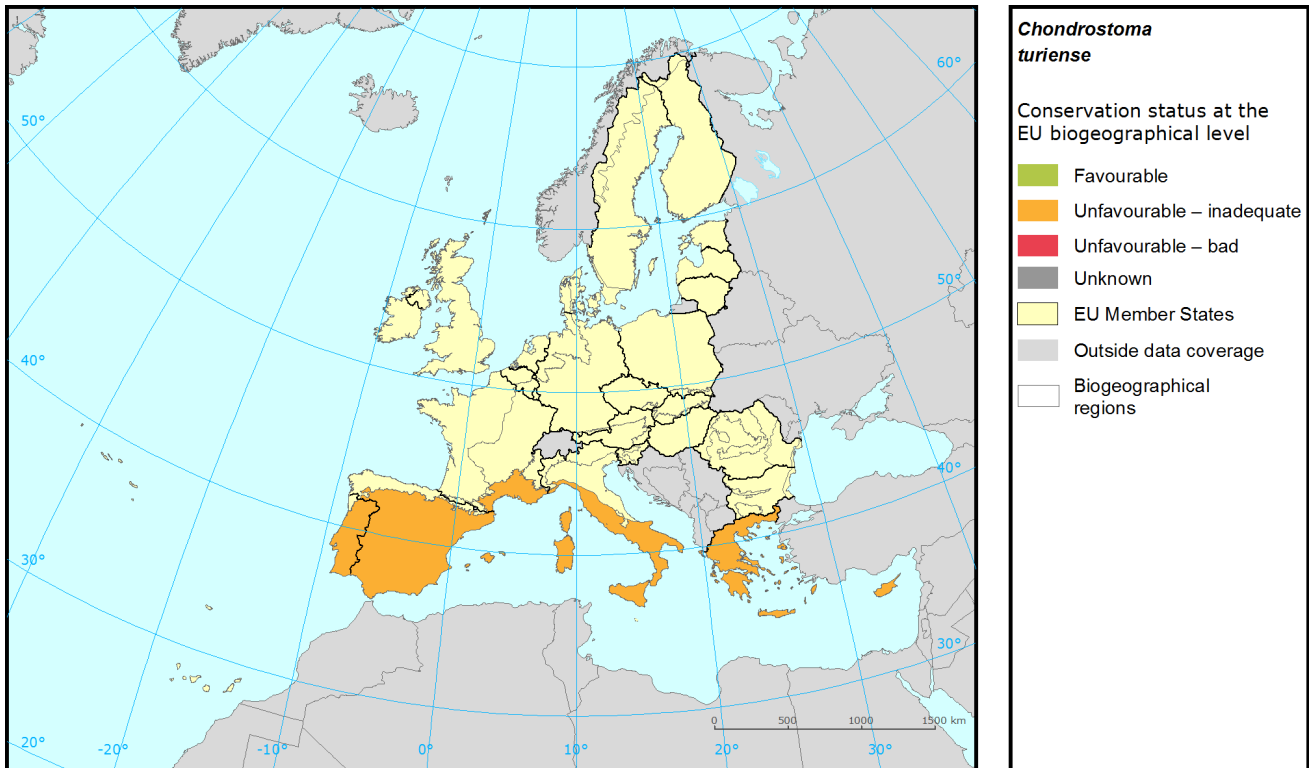 Chondrostoma
turiense
Conservation status at the
EU biogeographical level
Favourable
Unfavourable – inadequate
Unfavourable – bad
Unknown
EU Member States
Outside data coverage
Biogeographical
regions
60°
50°
50°
40°
40°
30°
30°
0 500 1000 1500 km
20° -20° -10° 0° 10° 20° 30°